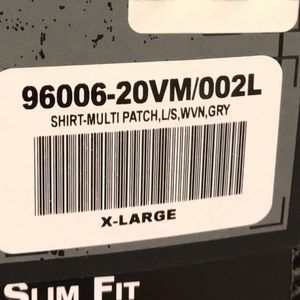 96006-20VM/002L
SHIRT-MULTI PATCH,L/S,WVN,GRY
X-LARGE
SLIM FIT